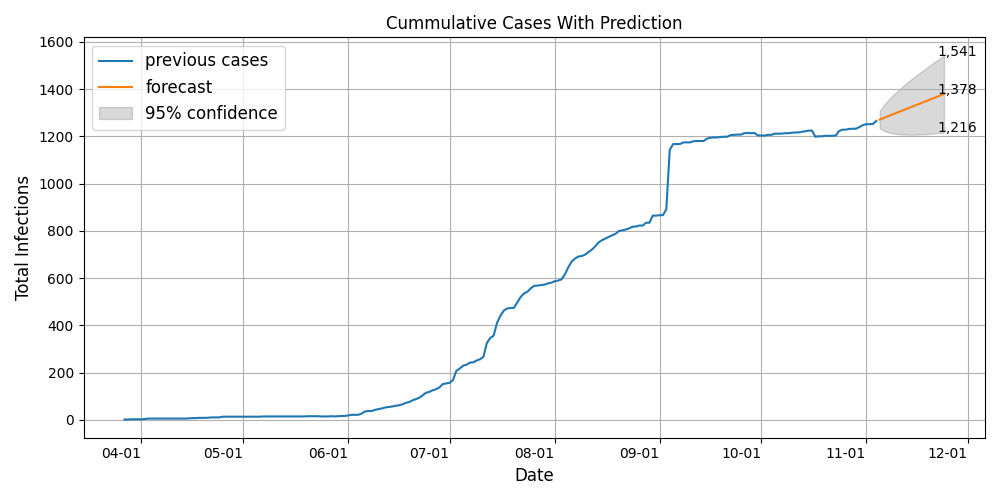 Cummulative Cases With Prediction
previous cases
forecast
95% confidence
1,541
1,378
1,216
1600
1400
1200
1000
800
600
400
200
0
Total Infections
04-01 05-01 06-01 07-01 08-01 09-01 10-01 11-01 12-01
Date